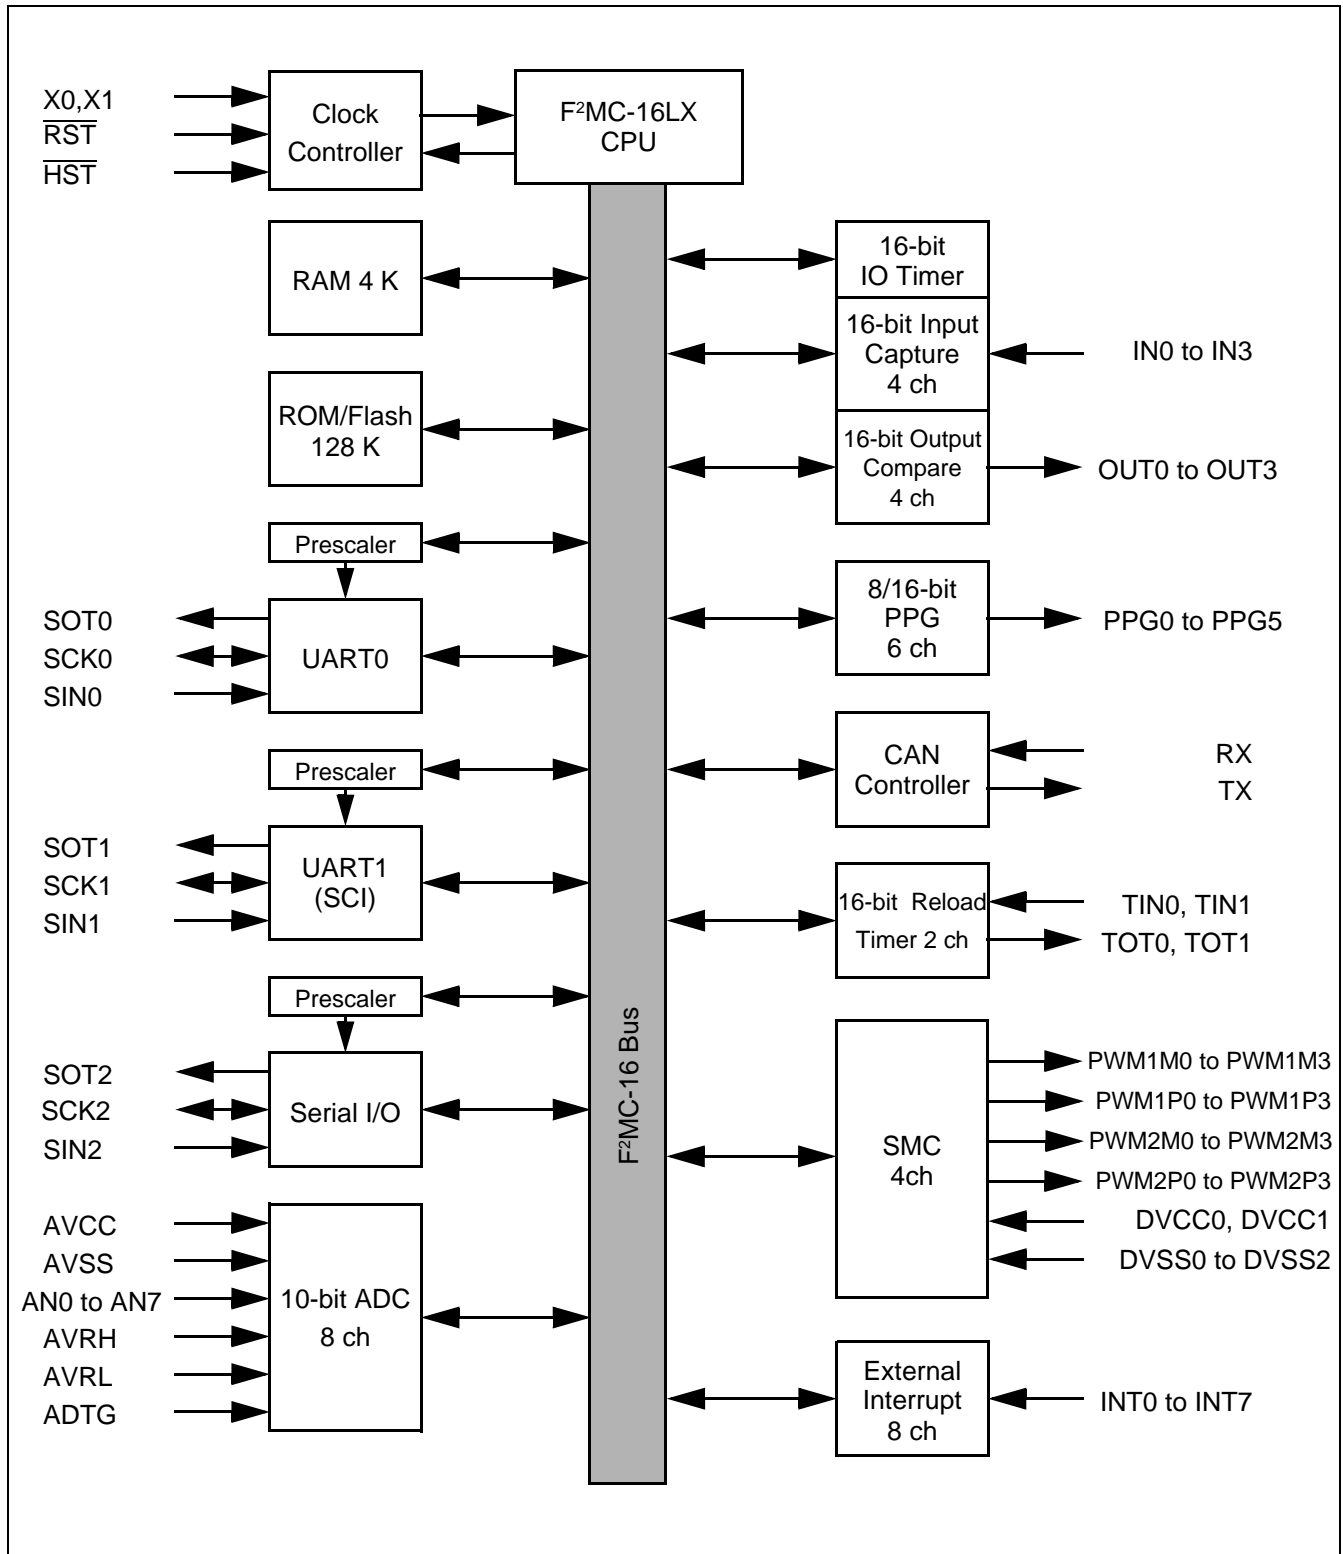 X0,X1
RST
HST
Clock
Controller
F²MC-16LX
CPU
RAM 4 K
ROM/Flash
128 K
Prescaler
SOT0
SCK0
SIN0
UART0
Prescaler
SOT1
SCK1
SIN1
UART1
(SCI)
Prescaler
SOT2
SCK2
SIN2
Serial I/O
AVCC
AVSS
AN0 to AN7
AVRH
AVRL
ADTG
10-bit ADC
8 ch
F²MC-16 Bus
16-bit
IO Timer
16-bit Input
Capture
4 ch
IN0 to IN3
16-bit Output
Compare
4 ch
OUT0 to OUT3
8/16-bit
PPG
6 ch
PPG0 to PPG5
CAN
Controller
RX
TX
16-bit Reload
Timer 2 ch
TIN0, TIN1
TOT0, TOT1
SMC
4ch
PWM1M0 to PWM1M3
PWM1P0 to PWM1P3
PWM2M0 to PWM2M3
PWM2P0 to PWM2P3
DVCC0, DVCC1
DVSS0 to DVSS2
External
Interrupt
8 ch
INT0 to INT7